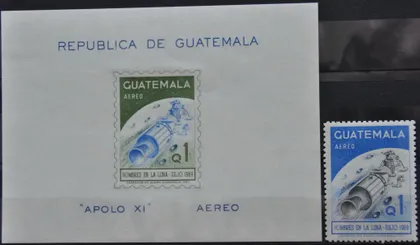 REPUBLICA DE GUATEMALA
GUATEMALA
AEREO
Q1
HOMBRES EN LA LUNA - JULIO 1969
"APOLO XI" AEREO
GUATEMALA
AEREO
Q1
HOMBRES EN LA LUNA - JULIO 1969